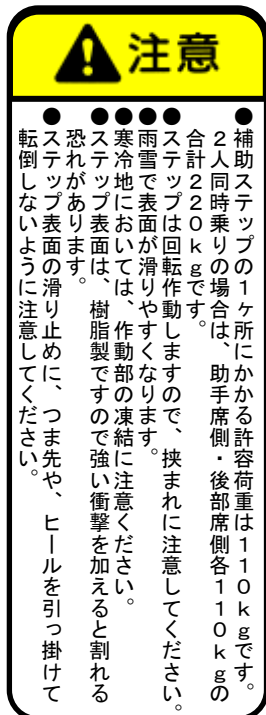 注意
●補助ステップの1ヶ所にかかる許容荷重は110kgです。
2人同時乗りの場合は、助手席側・後部席側各110kgの
合計220kgです。
●ステップは回転作動しますので、挟まれに注意してください。
●雨雪で表面が滑りやすくなります。
●寒冷地においては、作動部の凍結に注意ください。
●ステップ表面は、樹脂製ですので強い衝撃を加えると割れる
恐れがあります。
●ステップ表面の滑り止めに、つま先や、ヒールを引っ掛けて
転倒しないように注意してください。